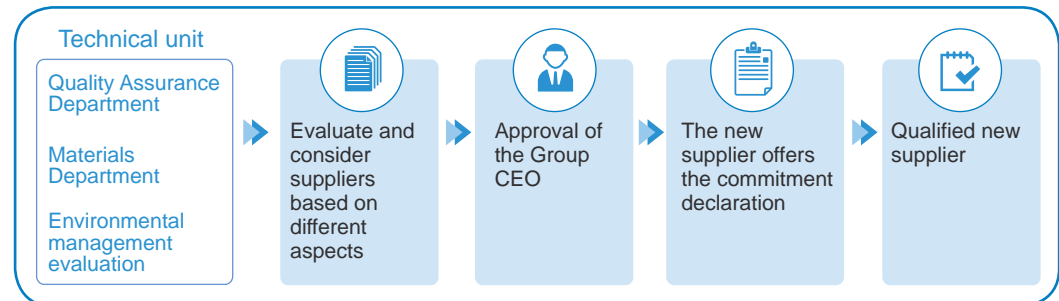 Technical unit
Quality Assurance
Department
Materials
Department
Environmental
management
evaluation
Evaluate and
consider
suppliers
based on
different
aspects
Approval of
the Group
CEO
The new
supplier offers
the commitment
declaration
Qualified new
supplier